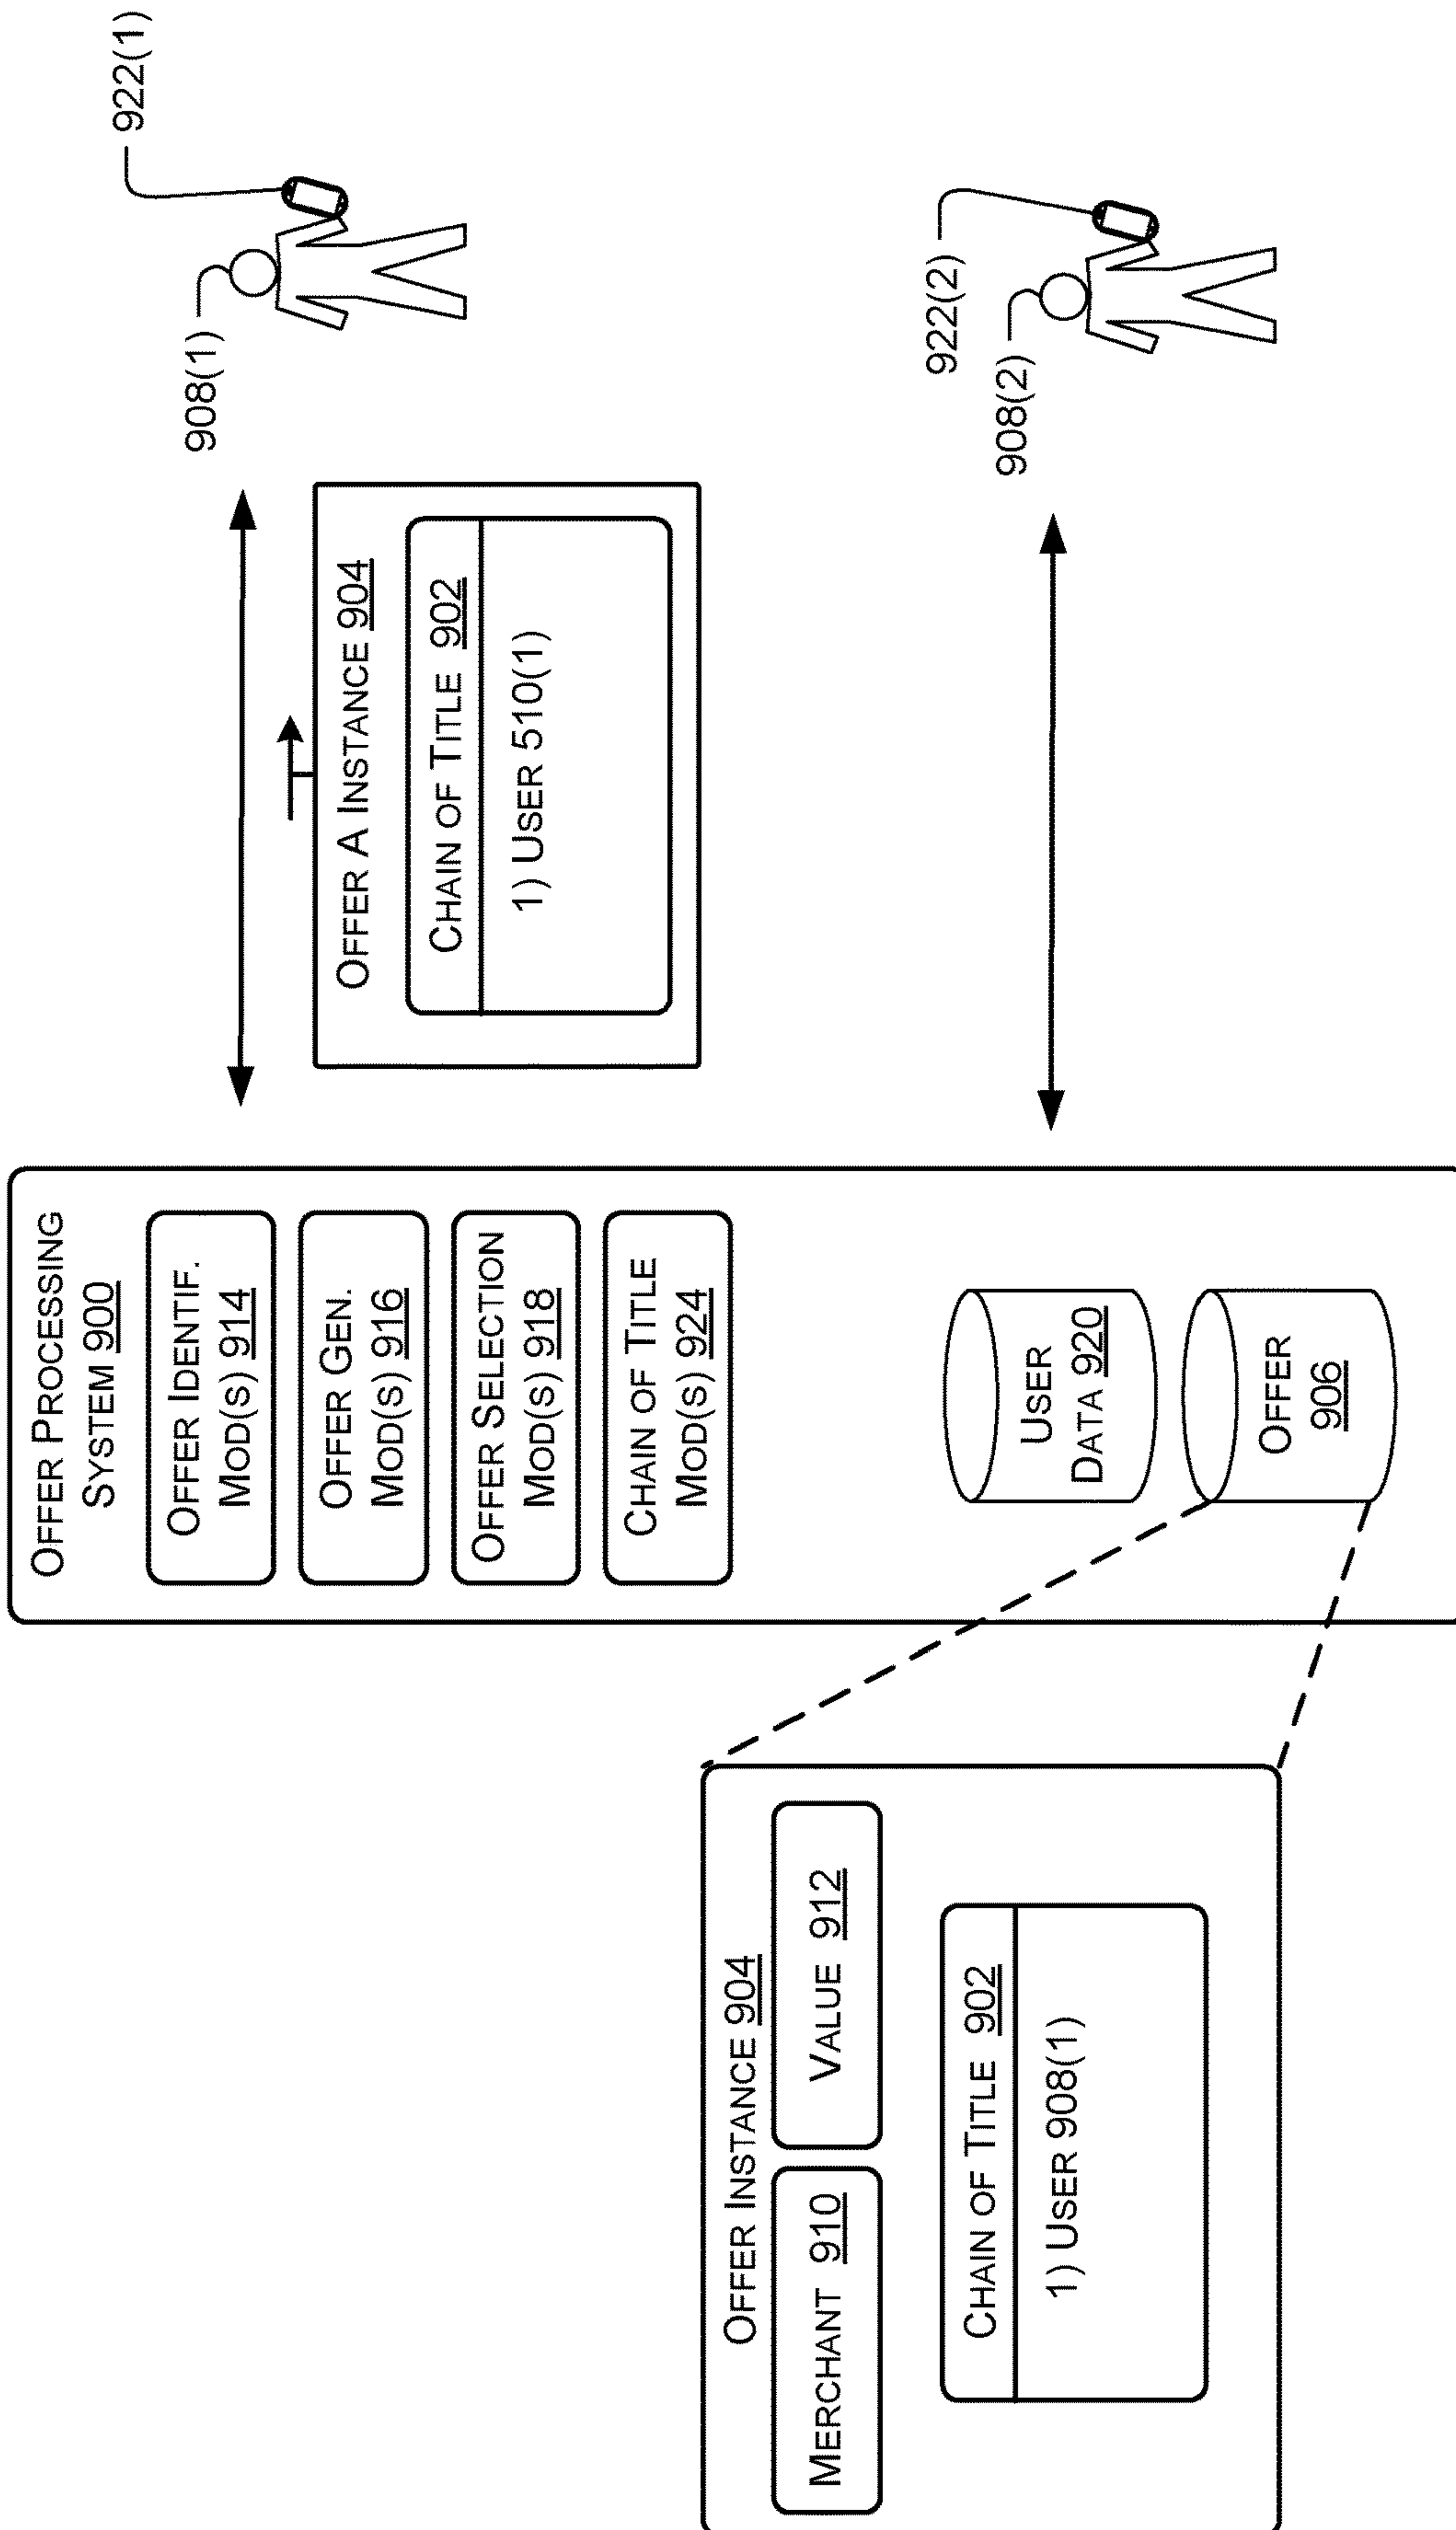 OFFER PROCESSING
SYSTEM 900
OFFER IDENTIF.
MOD(S) 914
OFFER GEN.
MOD(S) 916
OFFER SELECTION
MOD(S) 918
CHAIN OF TITLE
MOD(S) 924
USER
DATA 920
OFFER
906
OFFER INSTANCE 904
MERCHANT 910
VALUE 912
CHAIN OF TITLE 902
1) USER 908(1)
OFFER A INSTANCE 904
CHAIN OF TITLE 902
1) USER 510(1)
908(1)
922(1)
922(2)
908(2)